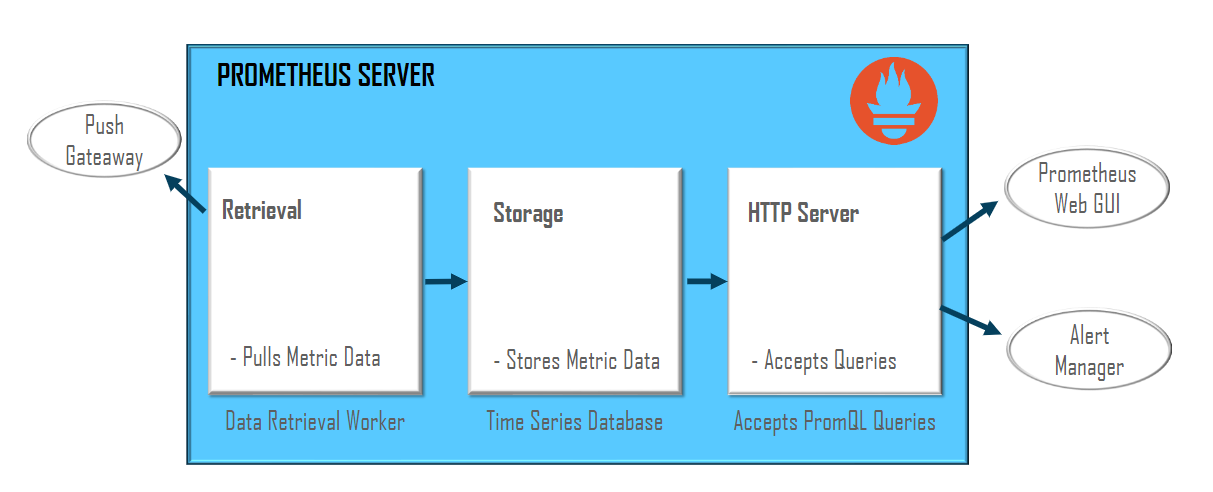 PROMETHEUS SERVER
Push
Gateaway
Retrieval
- Pulls Metric Data
Data Retrieval Worker
Storage
- Stores Metric Data
Time Series Database
HTTP Server
- Accepts Queries
Accepts PromQL Queries
Prometheus
Web GUI
Alert
Manager